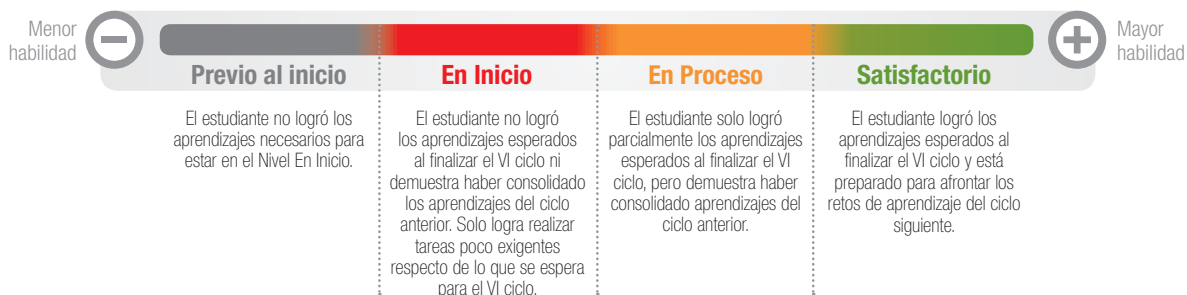 Menor
habilidad
Mayor
habilidad
Previo al inicio
El estudiante no logró los
aprendizajes necesarios para
estar en el Nivel En Inicio.
En Inicio
El estudiante no logró
los aprendizajes esperados
al finalizar el VI ciclo ni
demuestra haber consolidado
los aprendizajes del ciclo
anterior. Solo logra realizar
tareas poco exigentes
respecto de lo que se espera
para el VI ciclo.
En Proceso
El estudiante solo logró
parcialmente los aprendizajes
esperados al finalizar el VI
ciclo, pero demuestra haber
consolidado aprendizajes del
ciclo anterior.
Satisfactorio
El estudiante logró los
aprendizajes esperados al
finalizar el VI ciclo y está
preparado para afrontar los
retos de aprendizaje del ciclo
siguiente.